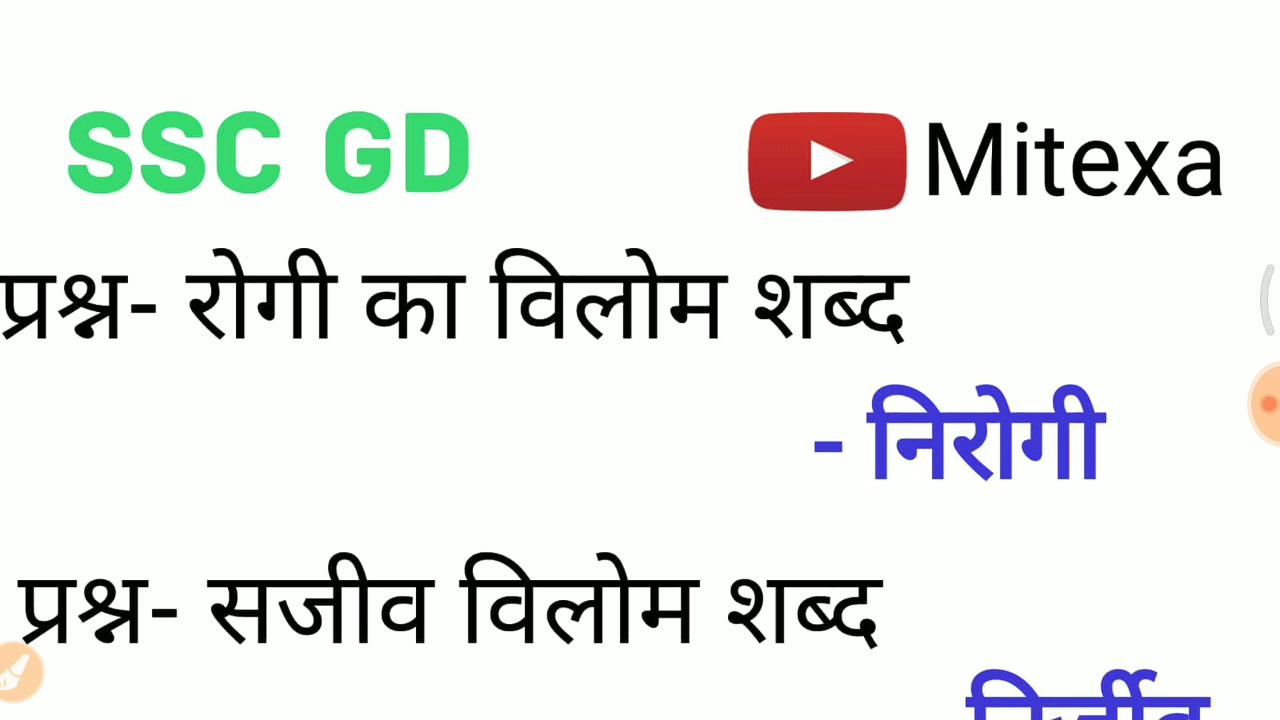 SSC GD
Mitexa
प्रश्न- रोगी का विलोम शब्द
- निरोगी
प्रश्न- सजीव विलोम शब्द
निर्जीव